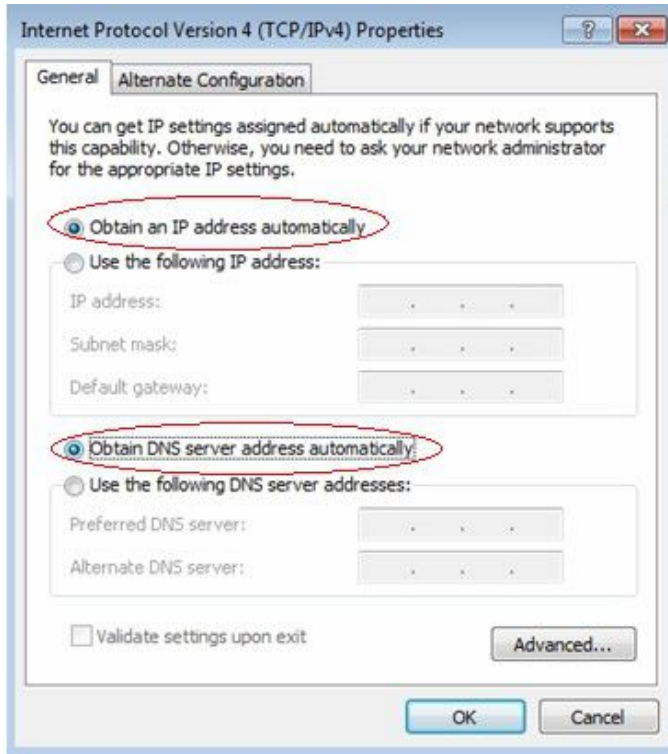 Internet Protocol Version 4 (TCP/IPv4) Properties
General
Alternate Configuration
You can get IP settings assigned automatically if your network supports
this capability. Otherwise, you need to ask your network administrator
for the appropriate IP settings.
Obtain an IP address automatically
Use the following IP address:
IP address:
Subnet mask:
Default gateway:
Obtain DNS server address automatically
Use the following DNS server addresses:
Preferred DNS server:
Alternate DNS server:
Validate settings upon exit
Advanced...
OK
Cancel